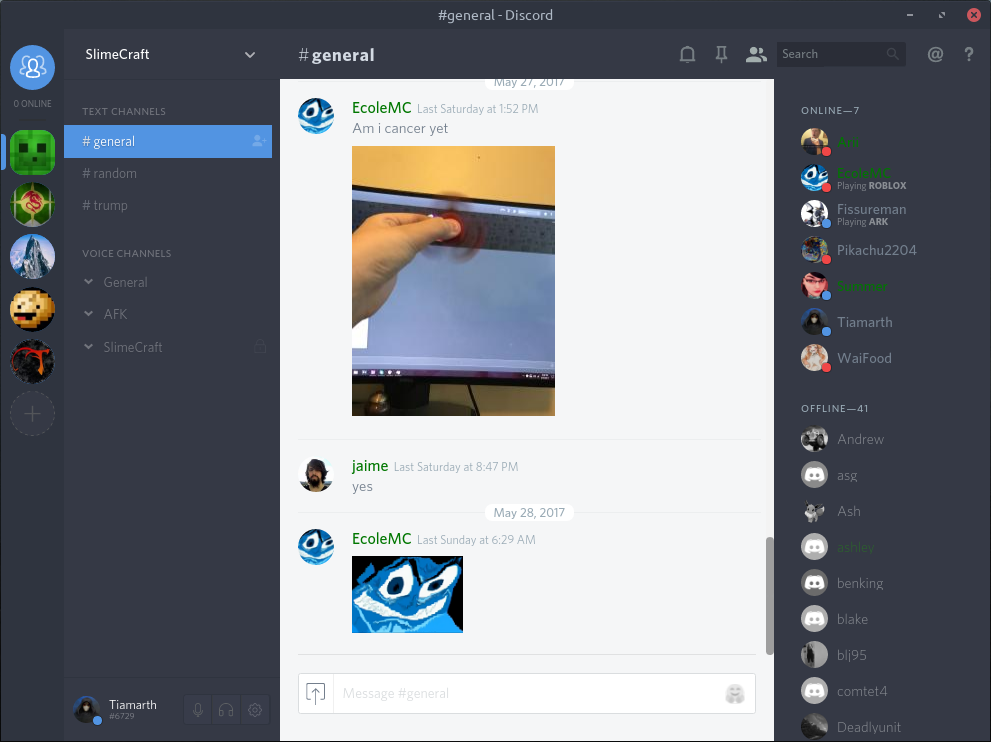 #general - Discord
SlimeCraft
#general
Search
@
?
0 ONLINE
TEXT CHANNELS
# general
# random
# trump
VOICE CHANNELS
General
AFK
SlimeCraft
Tiamarth
#6729
May 27, 2017
EcoleMC Last Saturday at 1:52 PM
Am i cancer yet
jaime Last Saturday at 8:47 PM
yes
May 28, 2017
EcoleMC Last Sunday at 6:29 AM
Message #general
ONLINE—7
Arii
EcoleMC
Playing ROBLOX
Fissureman
Playing ARK
Pikachu2204
Summer
Tiamarth
WaiFood
OFFLINE—41
Andrew
asg
Ash
ashley
benking
blake
blj95
comtet4
Deadlyunit